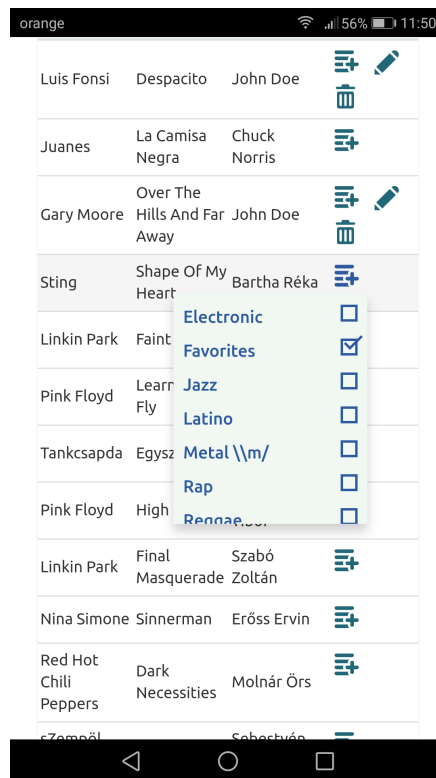 orange 56% 11:50
Luis Fonsi Despacito John Doe
Juanes La Camisa Negra Chuck Norris
Gary Moore Over The Hills And Far Away John Doe
Sting Shape Of My Heart Bartha Réka
Electronic
Linkin Park Faint
Favorites
Pink Floyd Learn Fly
Jazz
Latino
Tankcsapda Egysz
Metal \\m/
Rap
Pink Floyd High
Reggae
Linkin Park Final Masquerade Szabó Zoltán
Nina Simone Sinnerman Erőss Ervin
Red Hot Chili Peppers Dark Necessities Molnár Örs